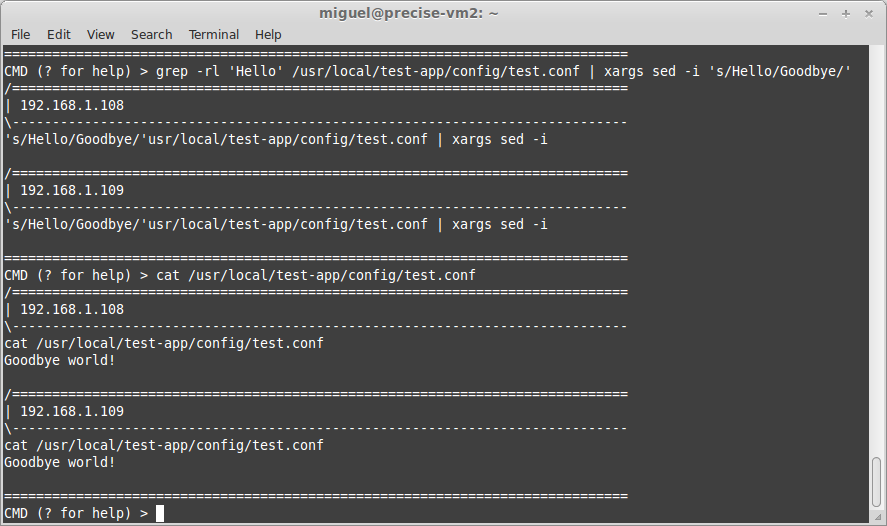 miguel@precise-vm2: ~
File Edit View Search Terminal Help
==============================================================================
CMD (? for help) > grep -rl 'Hello' /usr/local/test-app/config/test.conf | xargs sed -i 's/Hello/Goodbye/'
/=============================================================================
| 192.168.1.108
\-----------------------------------------------------------------------------
's/Hello/Goodbye/'usr/local/test-app/config/test.conf | xargs sed -i
/=============================================================================
| 192.168.1.109
\-----------------------------------------------------------------------------
's/Hello/Goodbye/'usr/local/test-app/config/test.conf | xargs sed -i
==============================================================================
CMD (? for help) > cat /usr/local/test-app/config/test.conf
/=============================================================================
| 192.168.1.108
\-----------------------------------------------------------------------------
cat /usr/local/test-app/config/test.conf
Goodbye world!
/=============================================================================
| 192.168.1.109
\-----------------------------------------------------------------------------
cat /usr/local/test-app/config/test.conf
Goodbye world!
==============================================================================
CMD (? for help) >